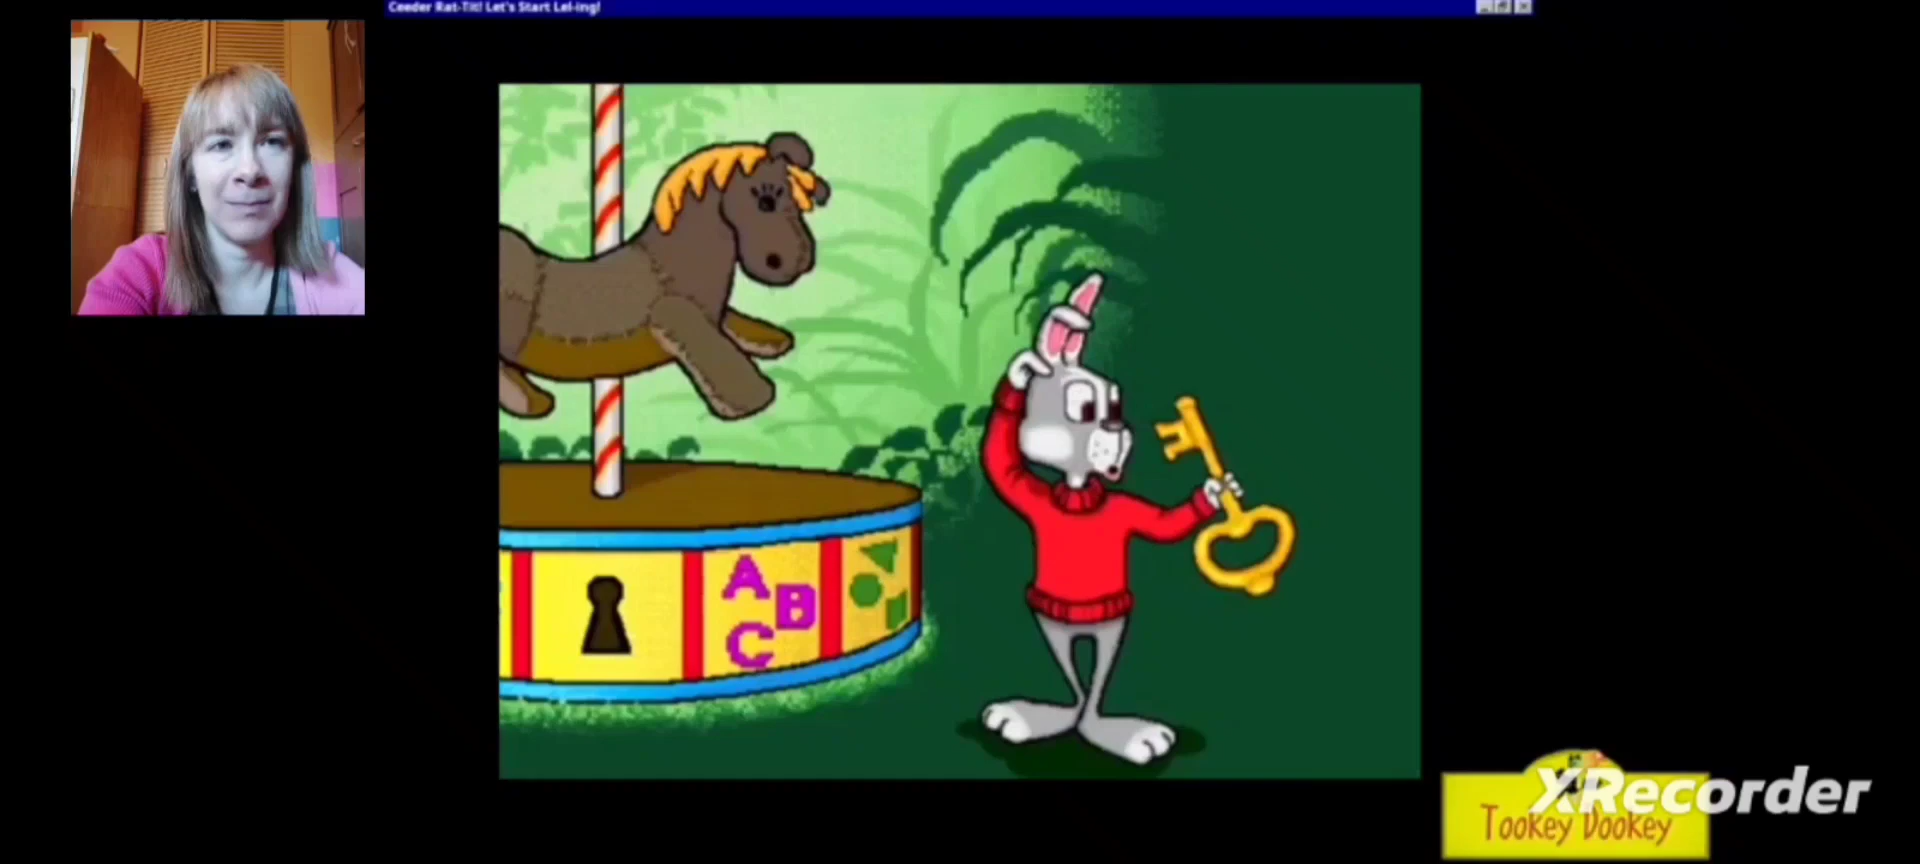 Ceeder Rat-Tit! Let's Start Lel-ing!
A
B
C
XRecorder
Tookey Dookey